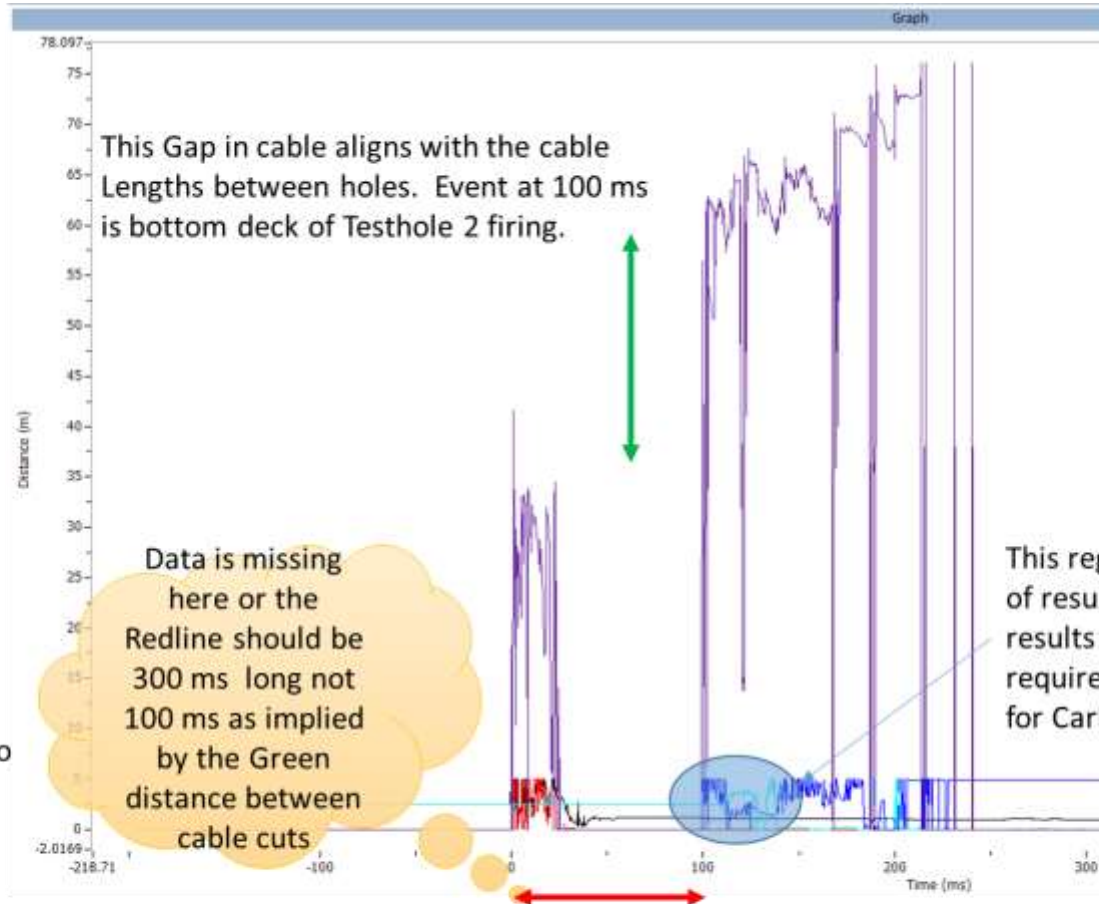 Graph
78.097
75
70
65
60
55
50
45
40
35
30
25
20
5
0
-2.0169
Distance (m)
This Gap in cable aligns with the cable
Lengths between holes. Event at 100 ms
is bottom deck of Testhole 2 firing.
Data is missing
here or the
Redline should be
300 ms long not
100 ms as implied
by the Green
distance between
cable cuts
o
This reg
of resu
results
require
for Car
-218.71
-100
0
100
200
300
Time (ms)